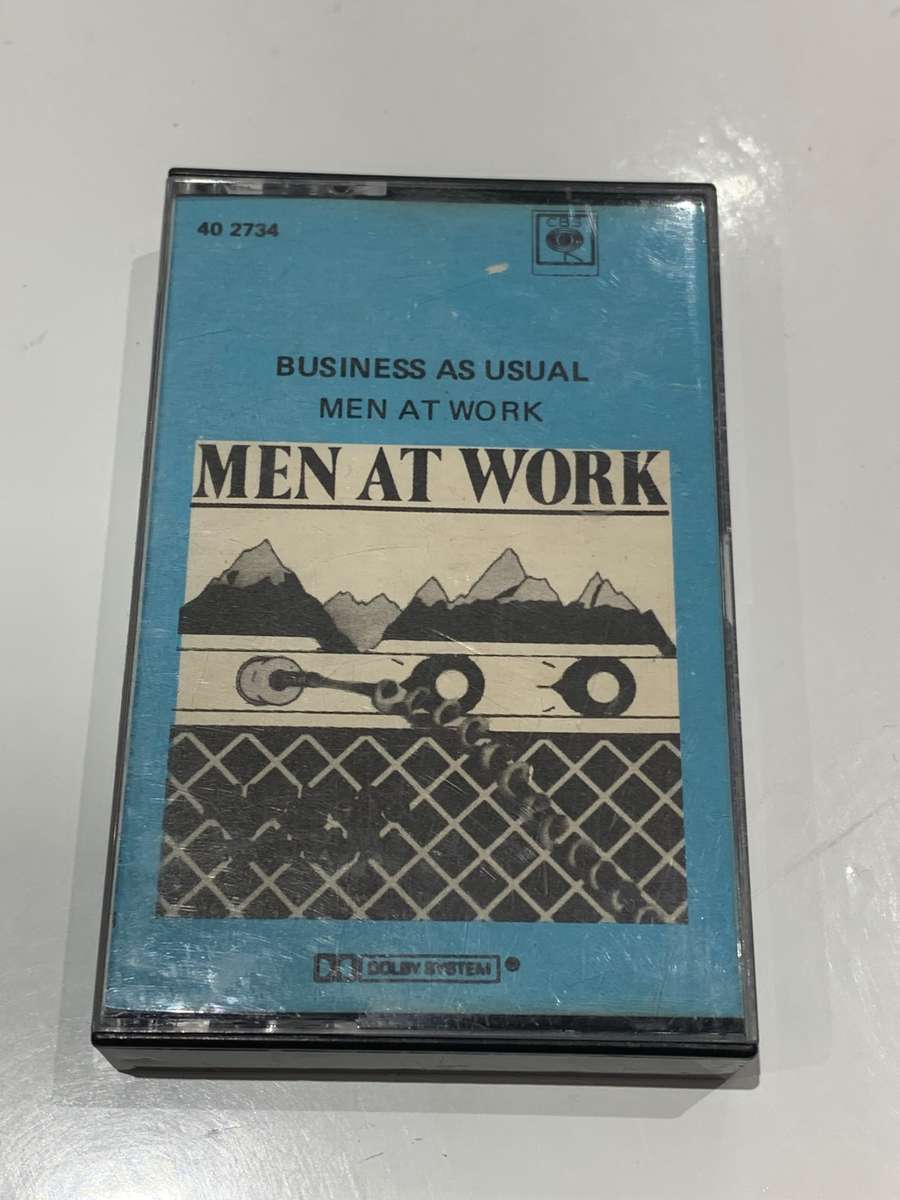 40 2734
CBS
BUSINESS AS USUAL
MEN AT WORK
MEN AT WORK
DOLBY SYSTEM ®